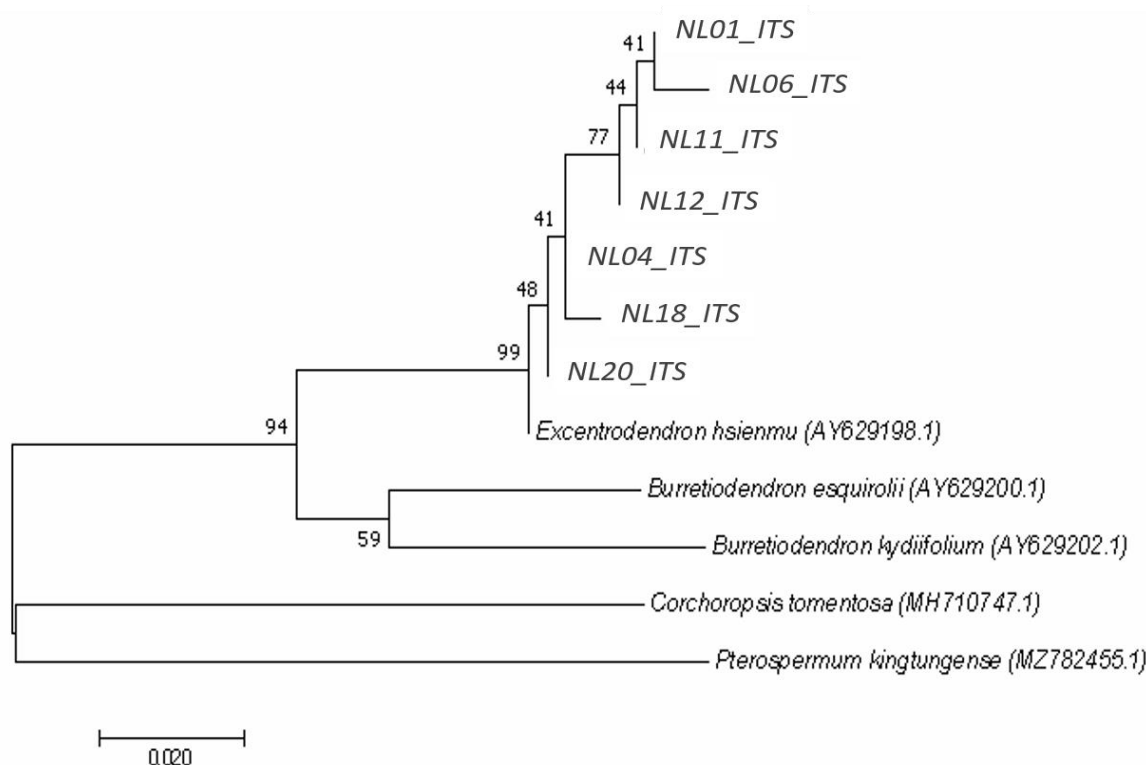 41
NL01_ITS
NL06_ITS
44
NL11_ITS
77
NL12_ITS
41
NL04_ITS
48
NL18_ITS
99
NL20_ITS
Excentrodendron hsienmu (AY629198.1)
94
Burretiodendron esquirolii (AY629200.1)
59
Burretiodendron kydiifolium (AY629202.1)
Corchoropsis tomentosa (MH710747.1)
Pterospermum kingtungense (MZ782455.1)
0.020